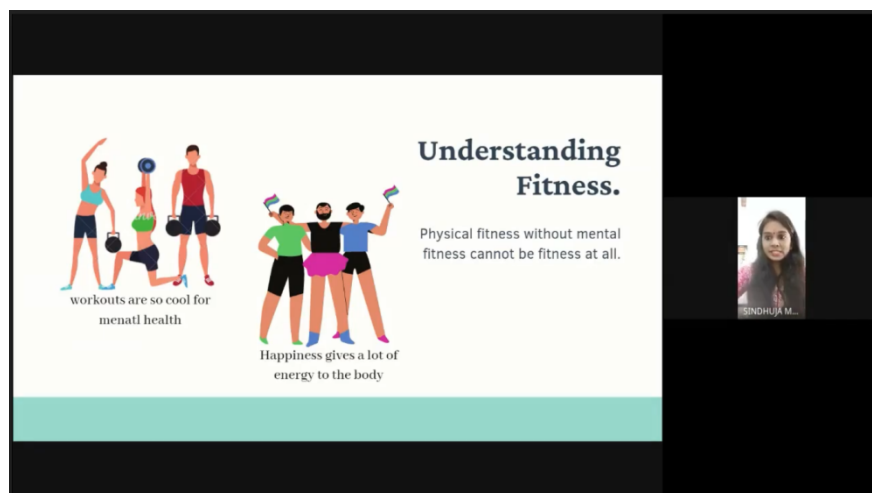 Understanding
Fitness.
Physical fitness without mental
fitness cannot be fitness at all.
workouts are so cool for
menatl health
Happiness gives a lot of
energy to the body
SINDHUJA M...